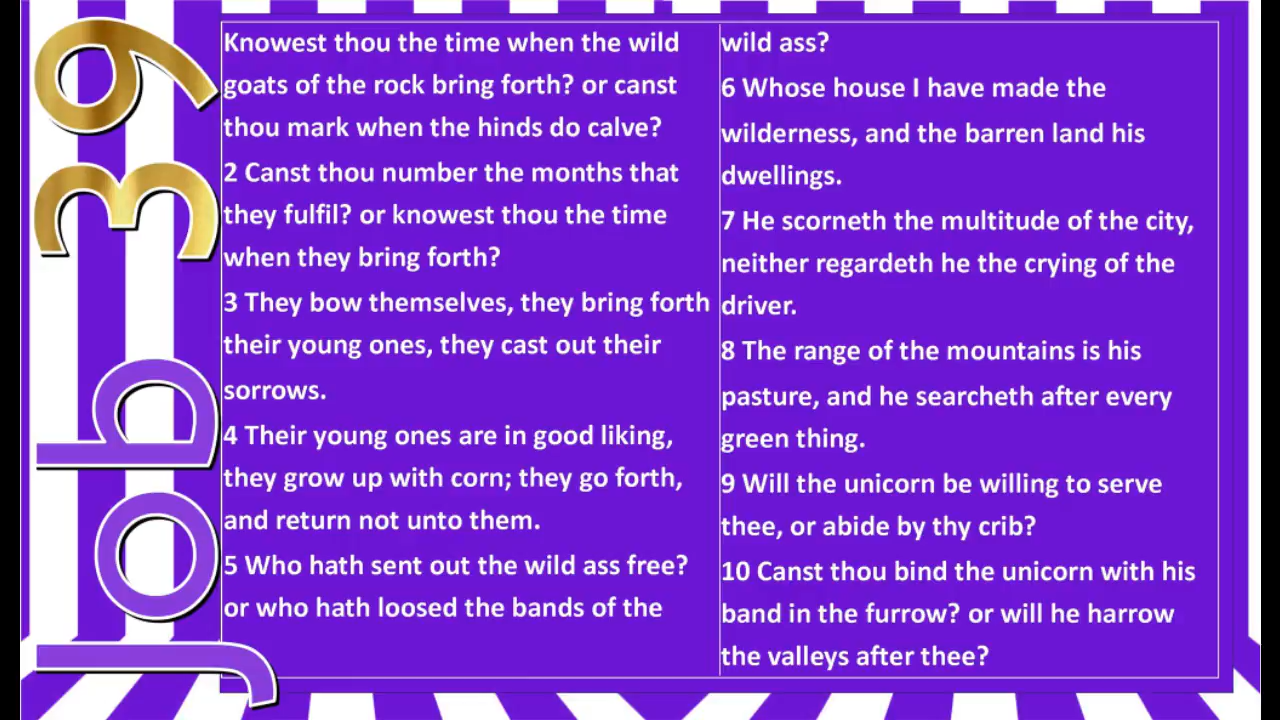 Job 39
Knowest thou the time when the wild
goats of the rock bring forth? or canst
thou mark when the hinds do calve?
2 Canst thou number the months that
they fulfil? or knowest thou the time
when they bring forth?
3 They bow themselves, they bring forth
their young ones, they cast out their
sorrows.
4 Their young ones are in good liking,
they grow up with corn; they go forth,
and return not unto them.
5 Who hath sent out the wild ass free?
or who hath loosed the bands of the
wild ass?
6 Whose house I have made the
wilderness, and the barren land his
dwellings.
7 He scorneth the multitude of the city,
neither regardeth he the crying of the
driver.
8 The range of the mountains is his
pasture, and he searcheth after every
green thing.
9 Will the unicorn be willing to serve
thee, or abide by thy crib?
10 Canst thou bind the unicorn with his
band in the furrow? or will he harrow
the valleys after thee?